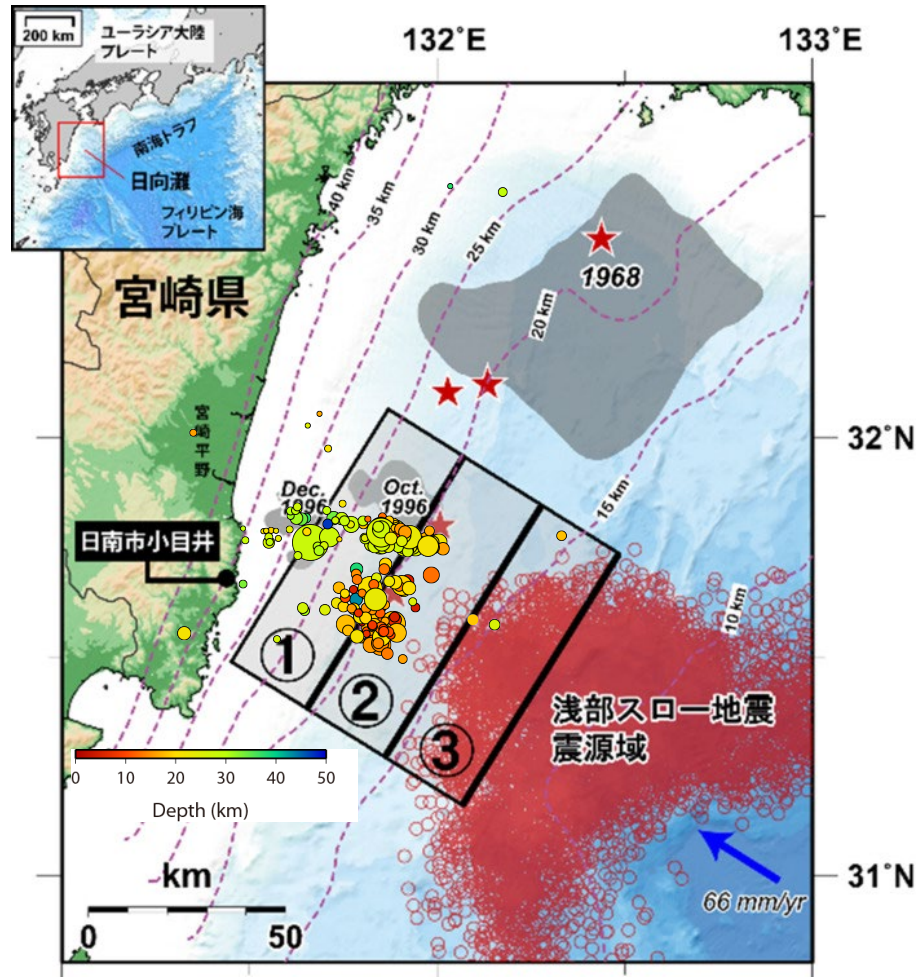 200 km
ユーラシア大陸
プレート
南海トラフ
日向灘
フィリピン海
プレート
132°E
133°E
40 km
35 km
30 km
25 km
20 km
1968
宮崎県
宮崎平野
32°N
15 km
Dec.
1996
Oct.
1996
日南市小目井
10 km
①
②
③
浅部スロー地震
震源域
0 10 20 30 40 50
Depth (km)
km
0 50
66 mm/yr
31°N